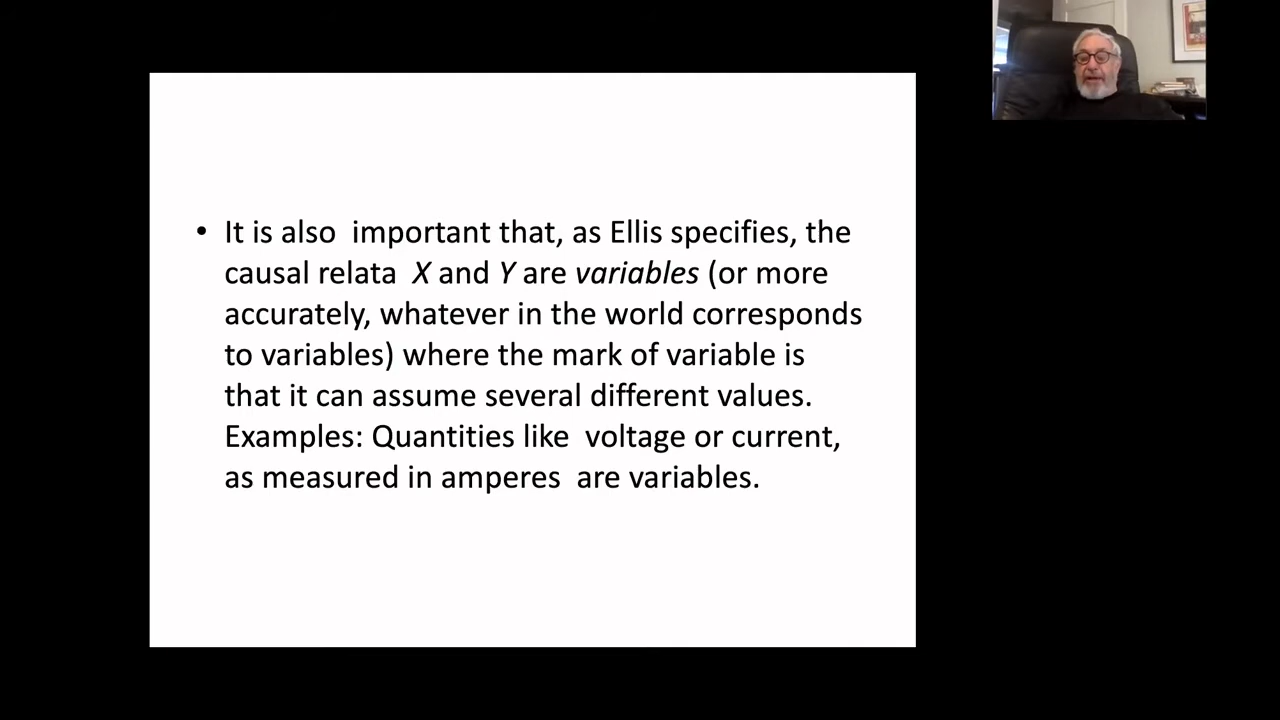 • It is also  important that, as Ellis specifies, the
causal relata  X and Y are variables (or more
accurately, whatever in the world corresponds
to variables) where the mark of variable is
that it can assume several different values.
Examples: Quantities like  voltage or current,
as measured in amperes  are variables.